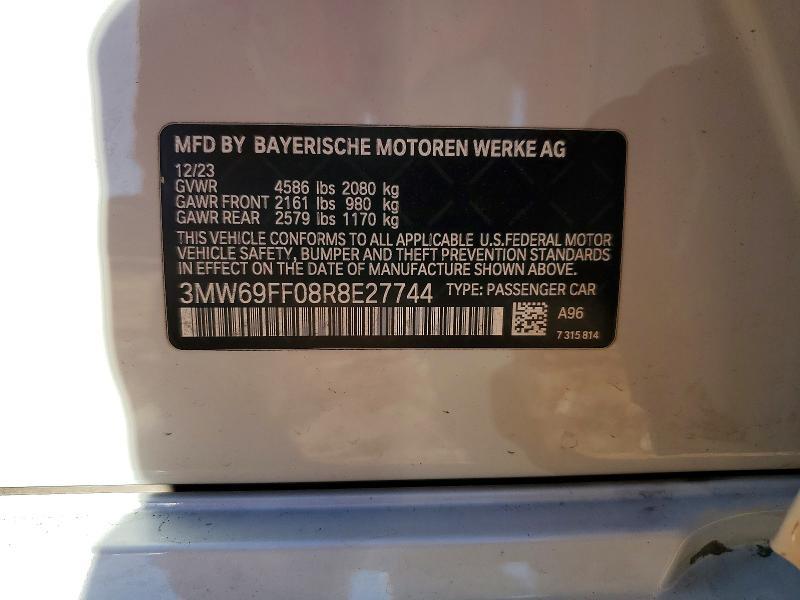 MFD BY BAYERISCHE MOTOREN WERKE AG
12/23
GVWR 4586 lbs 2080 kg
GAWR FRONT 2161 lbs 980 kg
GAWR REAR 2579 lbs 1170 kg
THIS VEHICLE CONFORMS TO ALL APPLICABLE U.S.FEDERAL MOTOR
VEHICLE SAFETY, BUMPER AND THEFT PREVENTION STANDARDS
IN EFFECT ON THE DATE OF MANUFACTURE SHOWN ABOVE.
3MW69FF08R8E27744 TYPE: PASSENGER CAR
A96
7 315 814